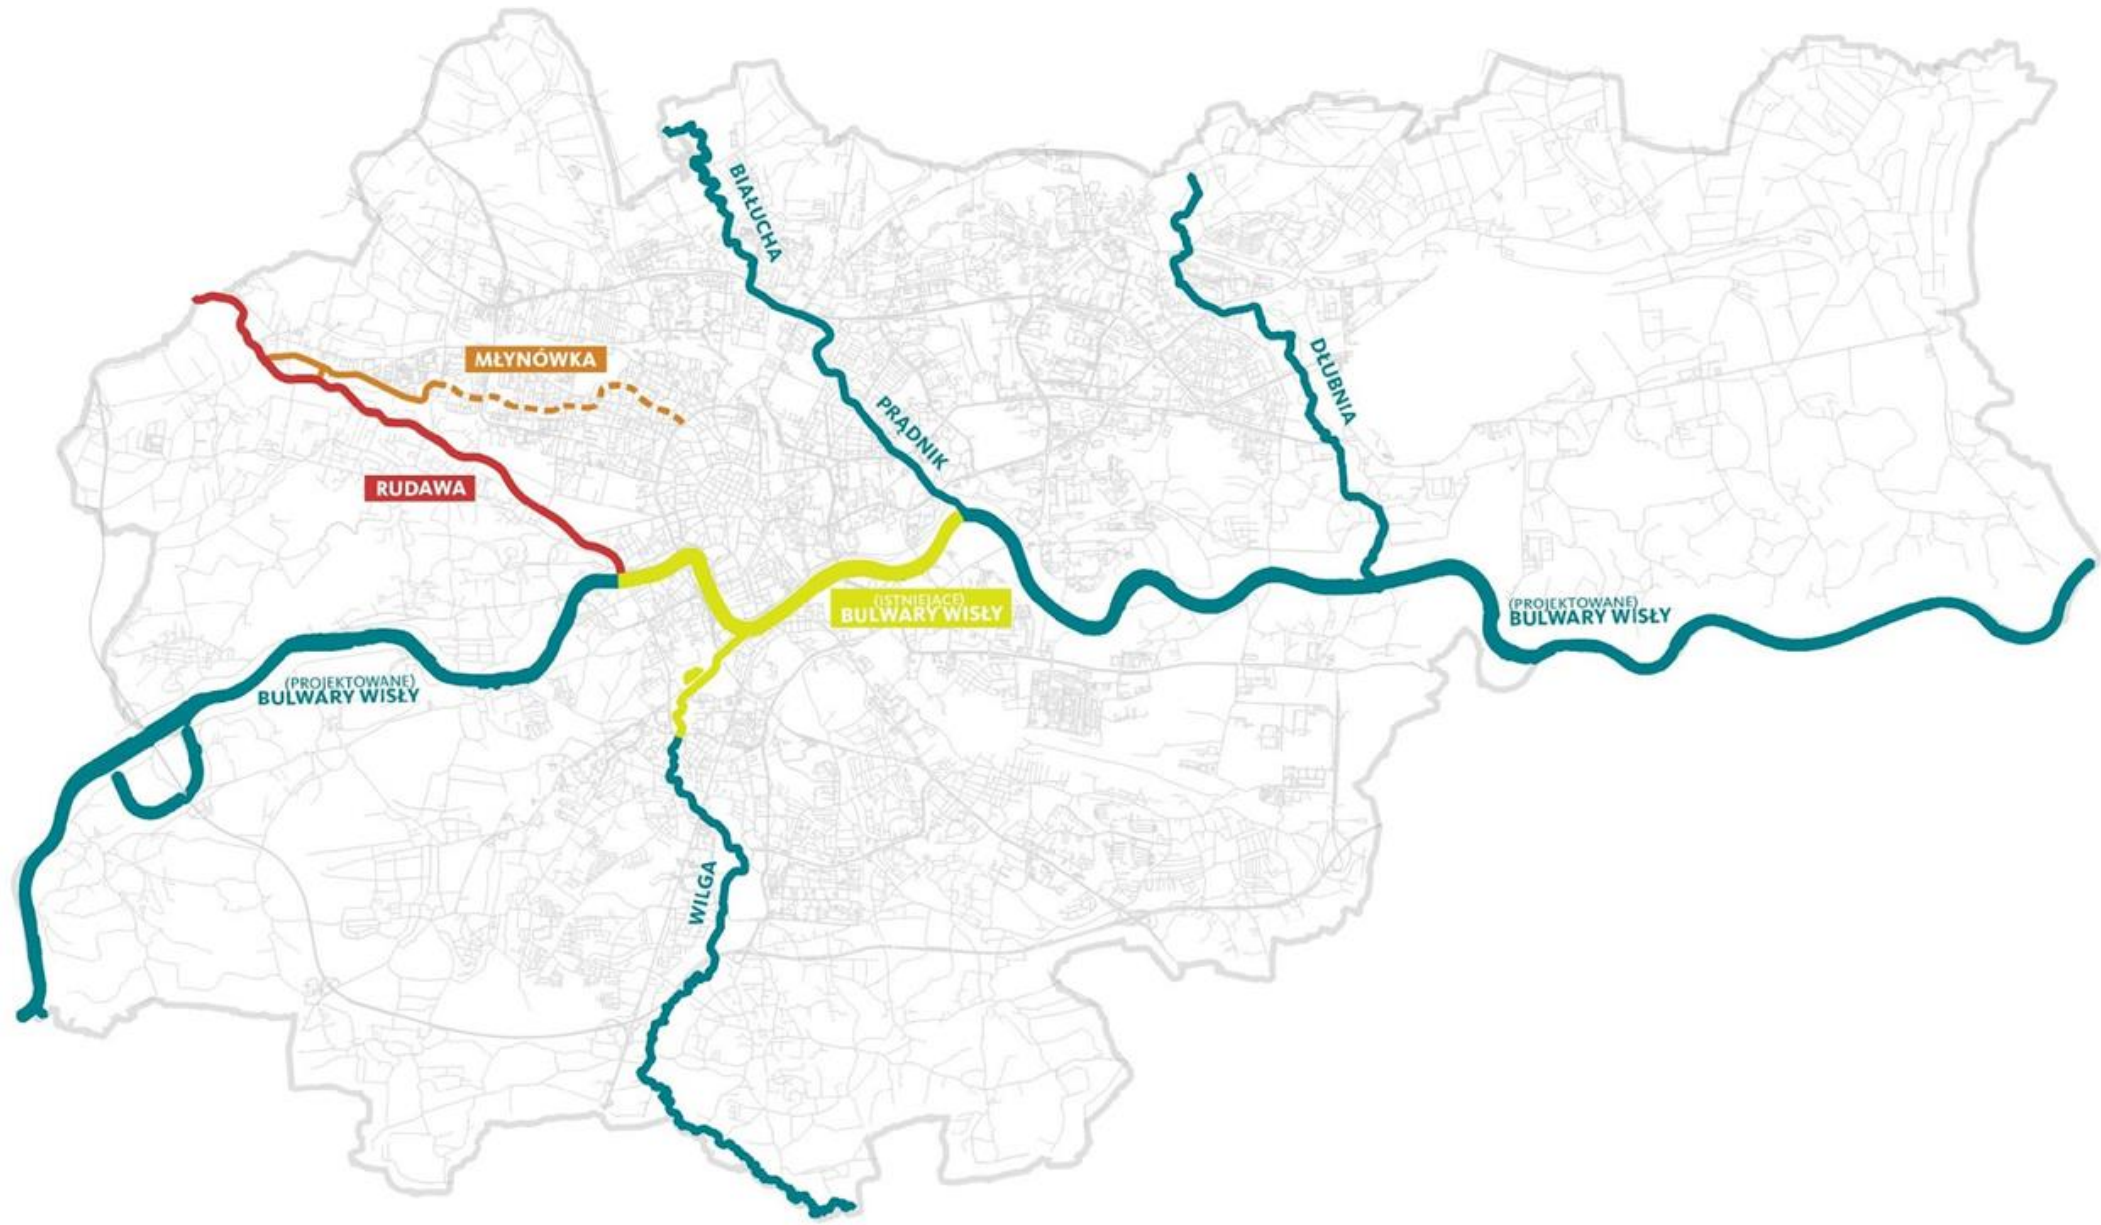 BIAŁUCHA
MŁYNÓWKA
DŁUBNIA
PRĄDNIK
RUDAWA
(ISTNIEJĄCE)
BULWARY WISŁY
(PROJEKTOWANE)
BULWARY WISŁY
(PROJEKTOWANE)
BULWARY WISŁY
WILGA